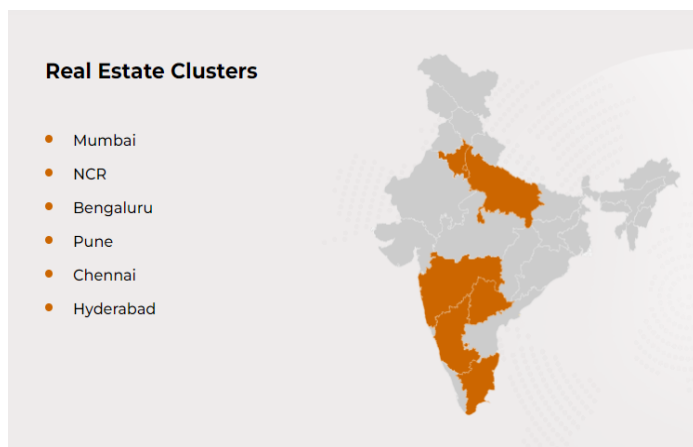 Real Estate Clusters
Mumbai
NCR
Bengaluru
Pune
Chennai
Hyderabad